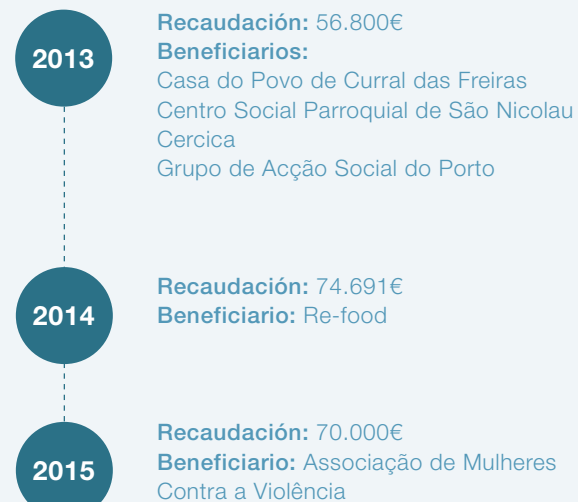 2013
Recaudación: 56.800€
Beneficiarios:
Casa do Povo de Curral das Freiras
Centro Social Parroquial de São Nicolau
Cercica
Grupo de Acção Social do Porto
2014
Recaudación: 74.691€
Beneficiario: Re-food
2015
Recaudación: 70.000€
Beneficiario: Associação de Mulheres
Contra a Violência